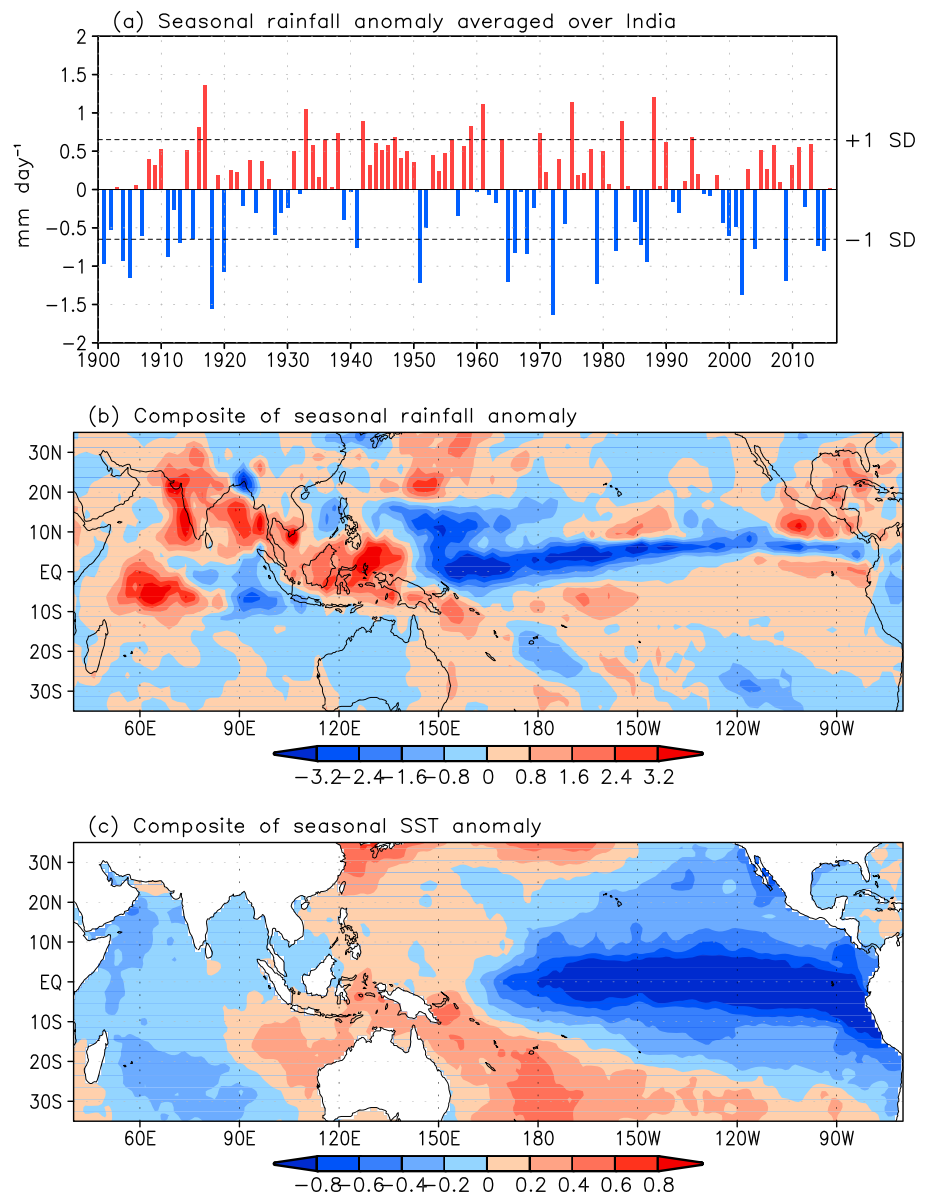 (a) Seasonal rainfall anomaly averaged over India
2
1.5
1
+1 SD
0.5
mm day⁻¹
0
−0.5
−1 SD
−1
−1.5
−2
1900 1910 1920 1930 1940 1950 1960 1970 1980 1990 2000 2010
(b) Composite of seasonal rainfall anomaly
30N
20N
10N
EQ
10S
20S
30S
60E 90E 120E 150E 180 150W 120W 90W
−3.2 −2.4 −1.6 −0.8 0 0.8 1.6 2.4 3.2
(c) Composite of seasonal SST anomaly
30N
20N
10N
EQ
10S
20S
30S
60E 90E 120E 150E 180 150W 120W 90W
−0.8 −0.6 −0.4 −0.2 0 0.2 0.4 0.6 0.8